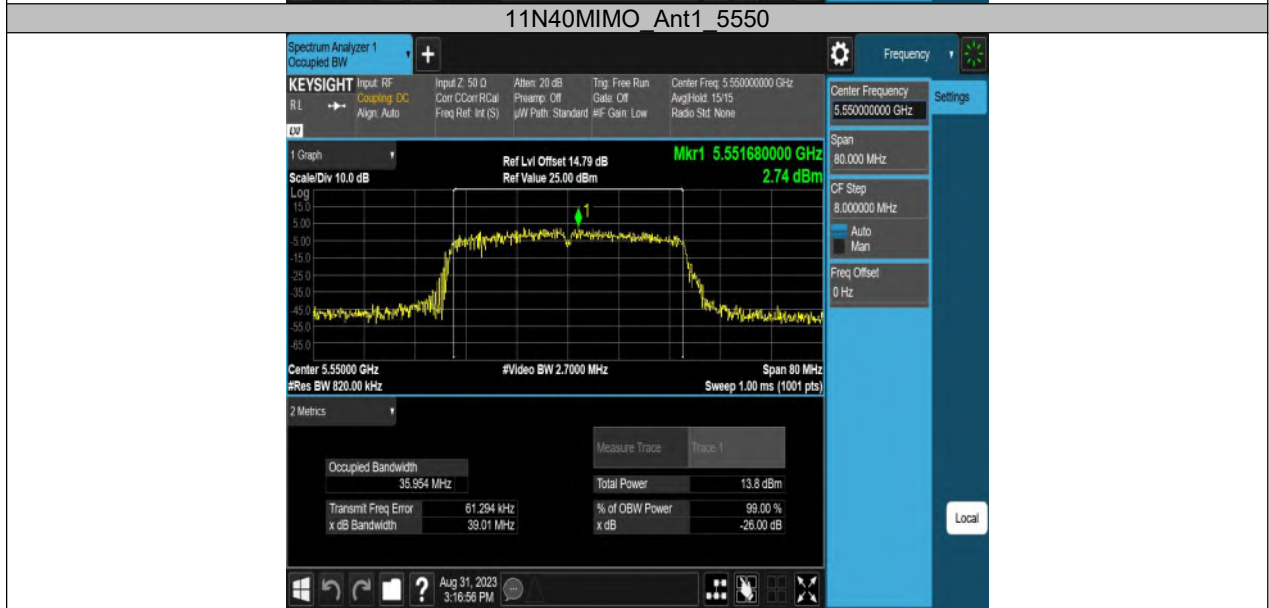 11N40MIMO_Ant1_5550
Spectrum Analyzer 1
Occupied BW
+
Frequency
KEYSIGHT
RL
LXI
Input: RF
Coupling: DC
Align: Auto
Input Z: 50 Ω
Corr CCorr RCal
Freq Ref: Int (S)
Atten: 20 dB
Preamp: Off
µW Path: Standard
Trig: Free Run
Gate: Off
#IF Gain: Low
Center Freq: 5.550000000 GHz
Avg|Hold: 15/15
Radio Std: None
Center Frequency
5.550000000 GHz
Settings
Span
80.000 MHz
CF Step
8.000000 MHz
Auto
Man
Freq Offset
0 Hz
Local
1 Graph
Scale/Div 10.0 dB
Ref Lvl Offset 14.79 dB
Ref Value 25.00 dBm
Mkr1 5.551680000 GHz
2.74 dBm
Log
15.0
5.00
-5.00
-15.0
-25.0
-35.0
-45.0
-55.0
-65.0
1
Center 5.55000 GHz
#Video BW 2.7000 MHz
Span 80 MHz
#Res BW 820.00 kHz
Sweep 1.00 ms (1001 pts)
2 Metrics
Measure Trace Trace 1
Occupied Bandwidth
35.954 MHz
Total Power 13.8 dBm
Transmit Freq Error 61.294 kHz
% of OBW Power 99.00 %
x dB Bandwidth 39.01 MHz
x dB -26.00 dB
?
Aug 31, 2023
3:16:56 PM